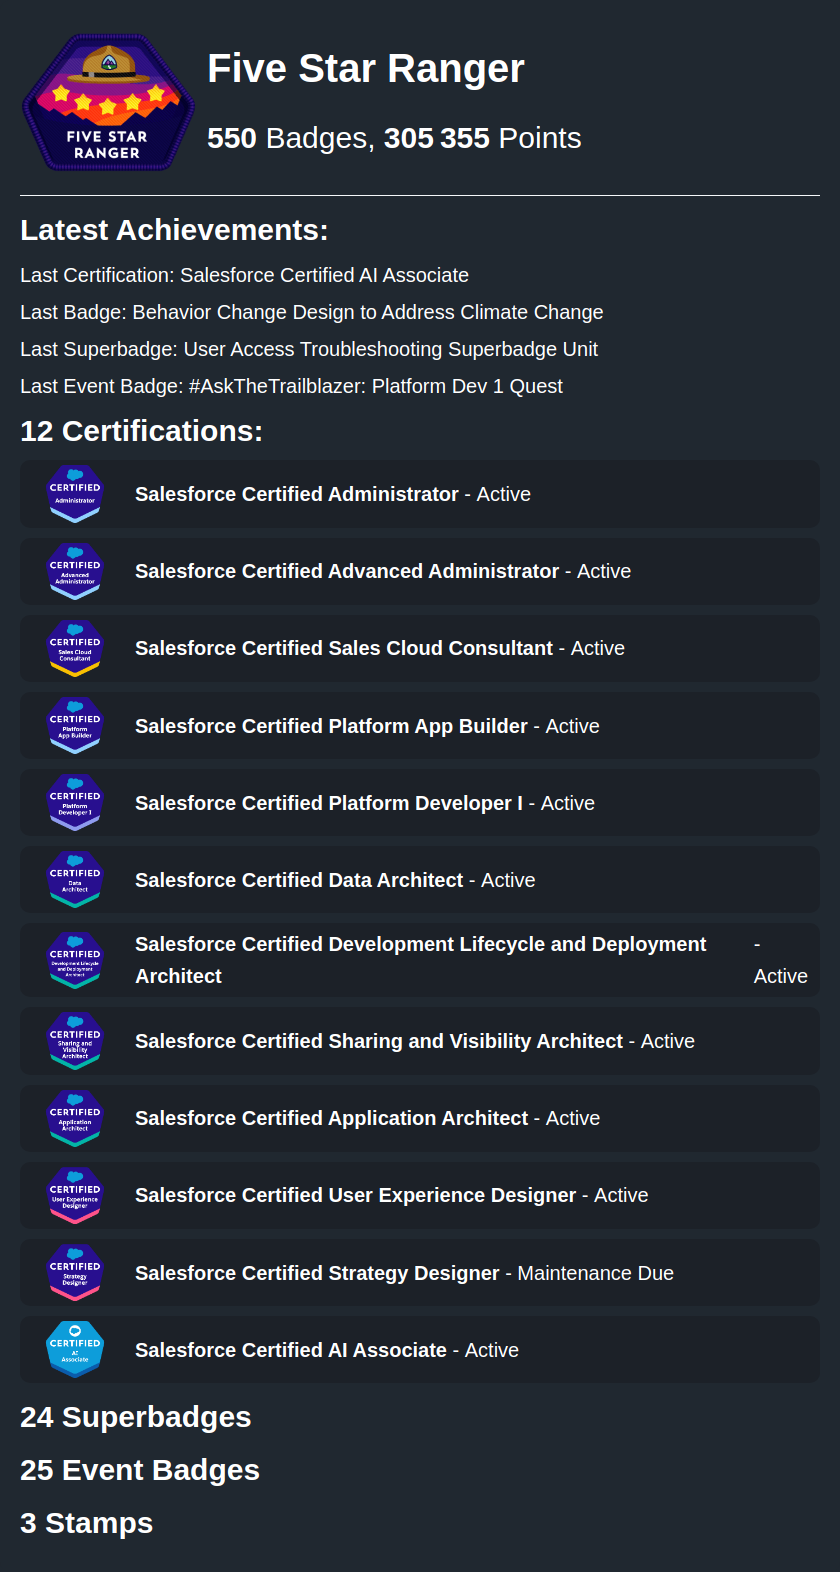 FIVE STAR
RANGER
Five Star Ranger
550 Badges, 305 355 Points
Latest Achievements:
Last Certification: Salesforce Certified AI Associate
Last Badge: Behavior Change Design to Address Climate Change
Last Superbadge: User Access Troubleshooting Superbadge Unit
Last Event Badge: #AskTheTrailblazer: Platform Dev 1 Quest
12 Certifications:
CERTIFIED
Administrator
Salesforce Certified Administrator - Active
CERTIFIED
Advanced
Administrator
Salesforce Certified Advanced Administrator - Active
CERTIFIED
Sales Cloud
Consultant
Salesforce Certified Sales Cloud Consultant - Active
CERTIFIED
Platform
App Builder
Salesforce Certified Platform App Builder - Active
CERTIFIED
Platform
Developer I
Salesforce Certified Platform Developer I - Active
CERTIFIED
Data
Architect
Salesforce Certified Data Architect - Active
CERTIFIED
Development Lifecycle
and Deployment
Architect
Salesforce Certified Development Lifecycle and Deployment -
Architect Active
CERTIFIED
Sharing and
Visibility
Architect
Salesforce Certified Sharing and Visibility Architect - Active
CERTIFIED
Application
Architect
Salesforce Certified Application Architect - Active
CERTIFIED
User Experience
Designer
Salesforce Certified User Experience Designer - Active
CERTIFIED
Strategy
Designer
Salesforce Certified Strategy Designer - Maintenance Due
CERTIFIED
AI
Associate
Salesforce Certified AI Associate - Active
24 Superbadges
25 Event Badges
3 Stamps